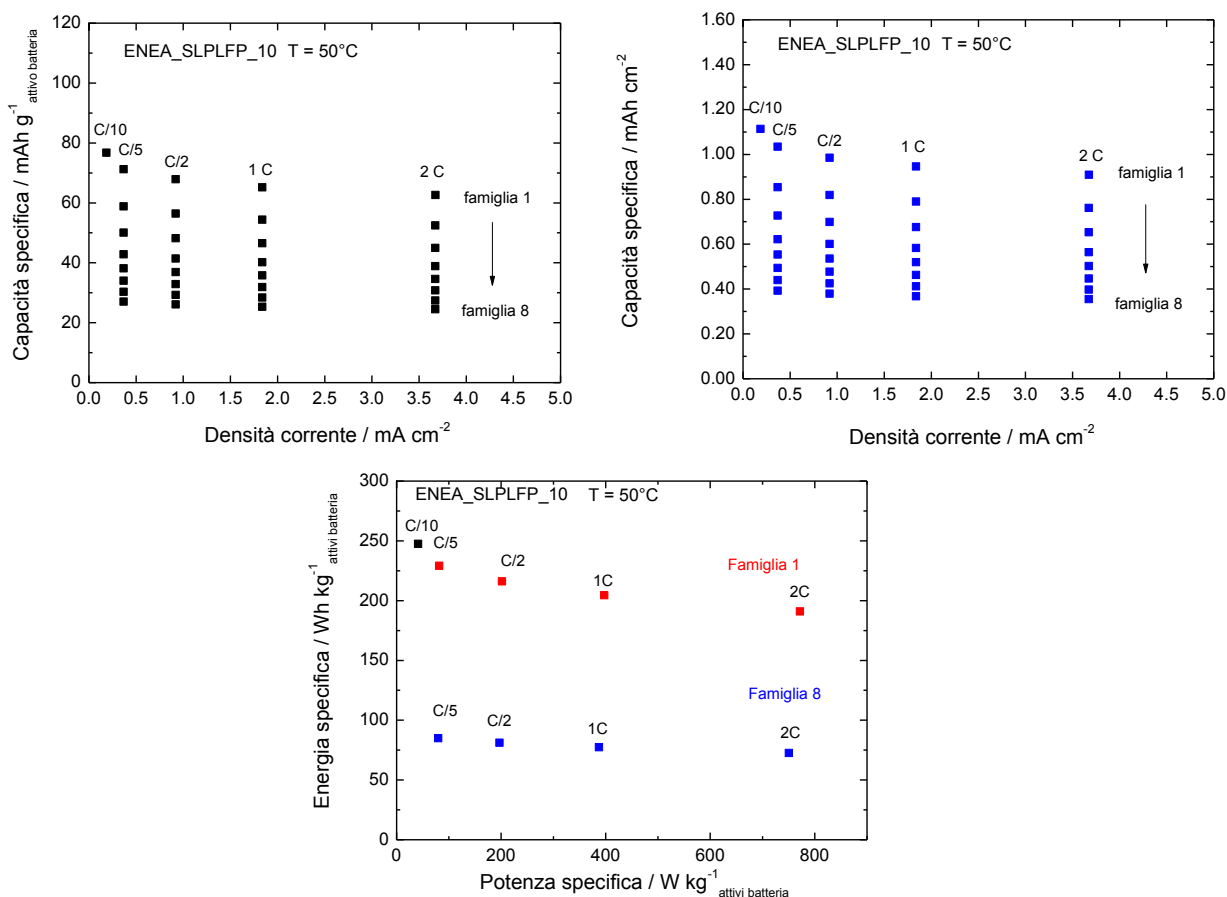 Capacità specifica / mAh g⁻¹ attivo batteria
120
100
80
60
40
20
0
ENEA_SLPLFP_10 T = 50°C
C/10
C/5
C/2
1 C
2 C
famiglia 1
famiglia 8
0.0 0.5 1.0 1.5 2.0 2.5 3.0 3.5 4.0 4.5 5.0
Densità corrente / mA cm⁻²
Capacità specifica / mAh cm⁻²
1.60
1.40
1.20
1.00
0.80
0.60
0.40
0.20
0.00
ENEA_SLPLFP_10 T = 50°C
C/10
C/5
C/2
1 C
2 C
famiglia 1
famiglia 8
0.0 0.5 1.0 1.5 2.0 2.5 3.0 3.5 4.0 4.5 5.0
Densità corrente / mA cm⁻²
Energia specifica / Wh kg⁻¹ attivi batteria
300
250
200
150
100
50
0
ENEA_SLPLFP_10 T = 50°C
C/10
C/5
C/2
1C
2C
Famiglia 1
Famiglia 8
C/5
C/2
1C
2C
0 200 400 600 800
Potenza specifica / W kg⁻¹ attivi batteria